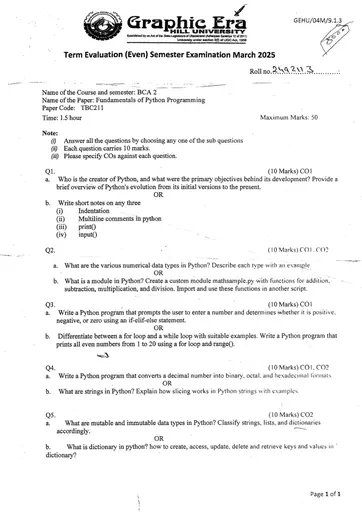 GEHU/04M/9.1.3
Graphic Era
HILL UNIVERSITY
Term Evaluation (Even) Semester Examination March 2025
Roll no.
Name of the Course and semester: BCA 2
Name of the Paper: Fundamentals of Python Programming
Paper Code: TBC211
Time: 1.5 hour Maximum Marks: 50
Note:
(i) Answer all the questions by choosing any one of the sub questions
(ii) Each question carries 10 marks.
(iii) Please specify COs against each question.
Q1. (10 Marks) CO1
a. Who is the creator of Python, and what were the primary objectives behind its development? Provide a
brief overview of Python's evolution from its initial versions to the present.
OR
b. Write short notes on any three
(i) Indentation
(ii) Multiline comments in python
(iii) print()
(iv) input()
Q2. (10 Marks) CO1, CO2
a. What are the various numerical data types in Python? Describe each type with an example
OR
b. What is a module in Python? Create a custom module mathsample.py with functions for addition,
subtraction, multiplication, and division. Import and use these functions in another script.
Q3. (10 Marks) CO1
a. Write a Python program that prompts the user to enter a number and determines whether it is positive,
negative, or zero using an if-elif-else statement.
OR
b. Differentiate between a for loop and a while loop with suitable examples. Write a Python program that
prints all even numbers from 1 to 20 using a for loop and range().
Q4. (10 Marks) CO1, CO2
a. Write a Python program that converts a decimal number into binary, octal, and hexadecimal formats.
OR
b. What are strings in Python? Explain how slicing works in Python strings with examples.
Q5. (10 Marks) CO2
a. What are mutable and immutable data types in Python? Classify strings, lists, and dictionaries
accordingly.
OR
b. What is dictionary in python? how to create, access, update, delete and retrieve keys and values in
dictionary?
Page 1 of 1